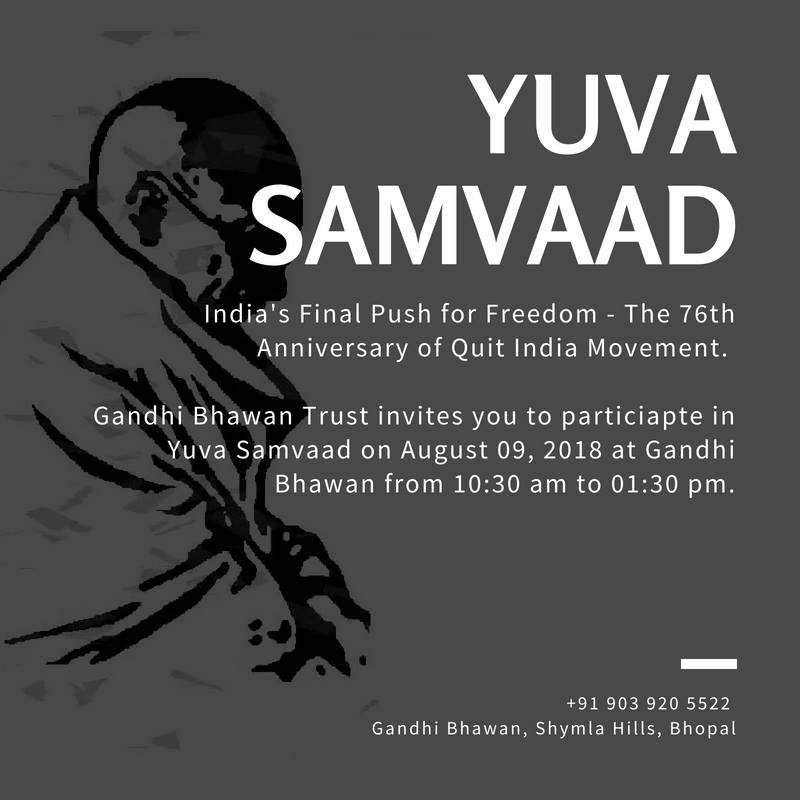 YUVA
SAMVAAD
India's Final Push for Freedom - The 76th
Anniversary of Quit India Movement.
Gandhi Bhawan Trust invites you to particiapte in
Yuva Samvaad on August 09, 2018 at Gandhi
Bhawan from 10:30 am to 01:30 pm.
+91 903 920 5522
Gandhi Bhawan, Shymla Hills, Bhopal